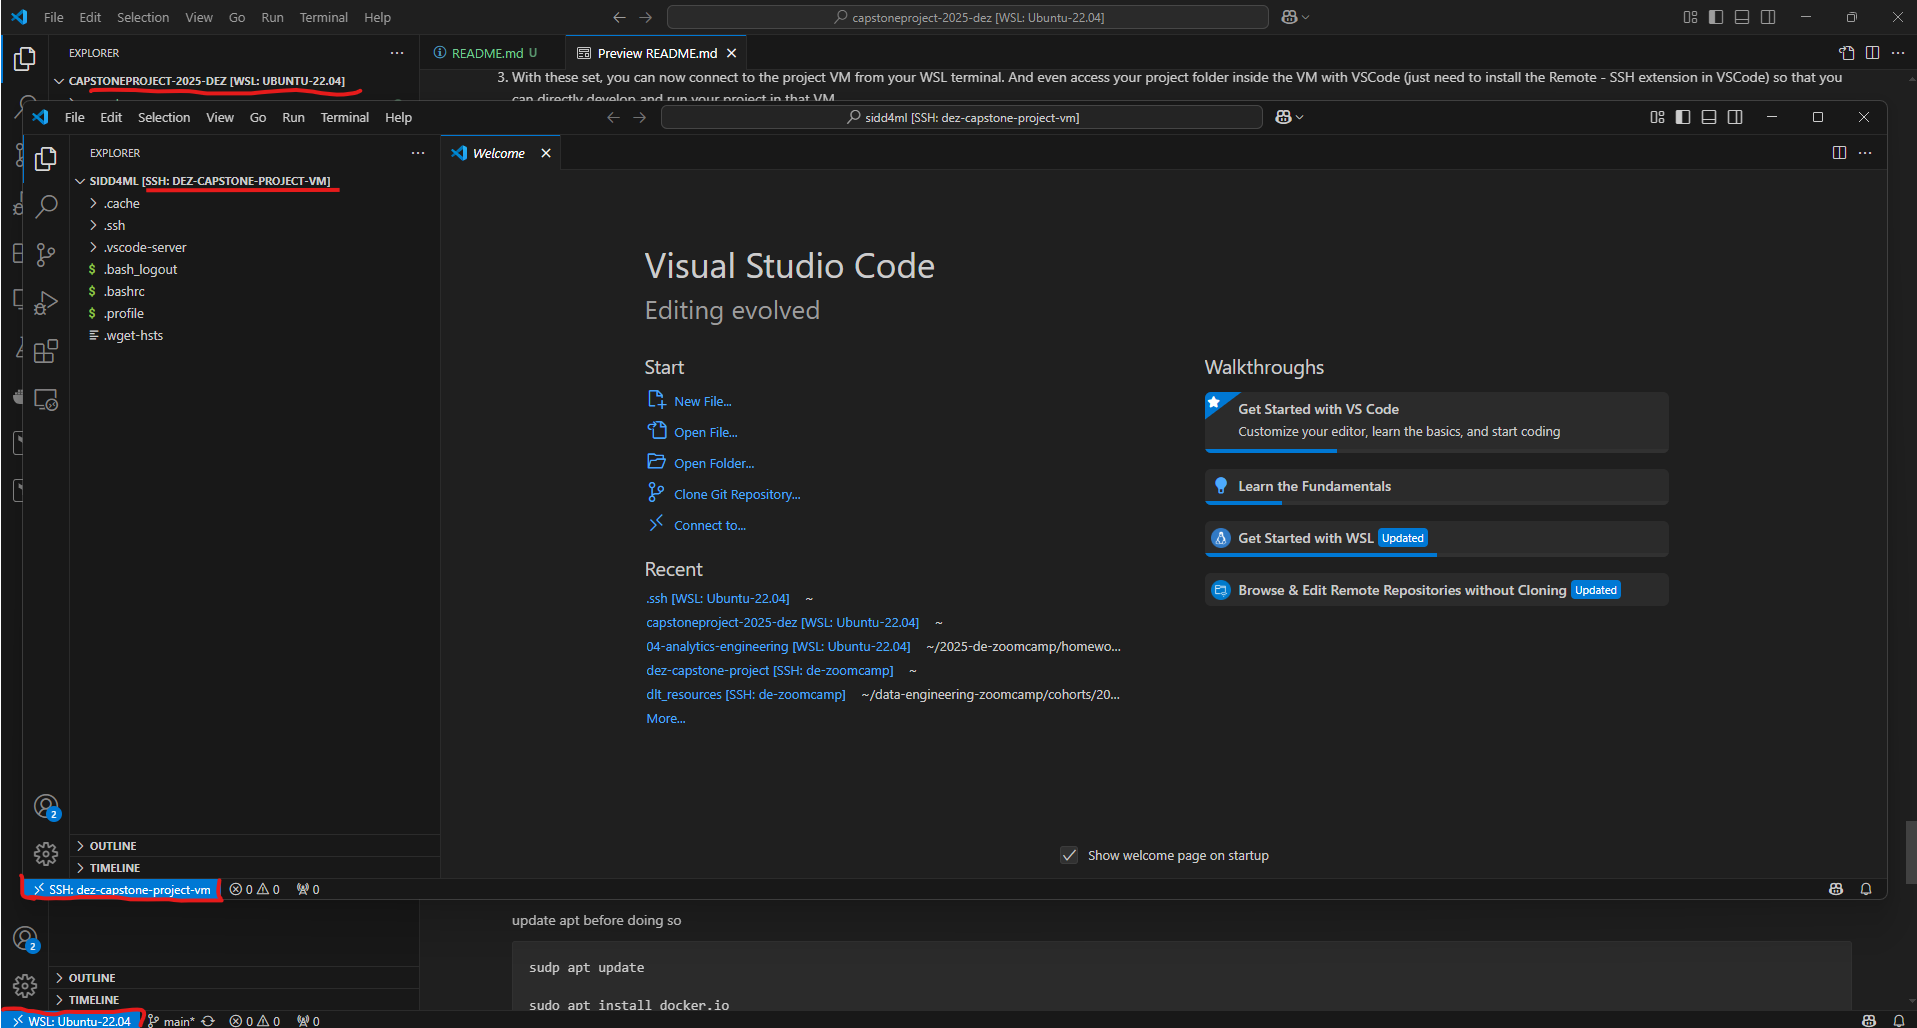 File Edit Selection View Go Run Terminal Help
capstoneproject-2025-dez [WSL: Ubuntu-22.04]
EXPLORER
README.md U
Preview README.md
CAPSTONEPROJECT-2025-DEZ [WSL: UBUNTU-22.04]
3. With these set, you can now connect to the project VM from your WSL terminal. And even access your project folder inside the VM with VSCode (just need to install the Remote - SSH extension in VSCode) so that you
can directly develop and run your project in that VM
File Edit Selection View Go Run Terminal Help
sidd4ml [SSH: dez-capstone-project-vm]
EXPLORER
Welcome
SIDD4ML [SSH: DEZ-CAPSTONE-PROJECT-VM]
.cache
.ssh
.vscode-server
.bash_logout
.bashrc
.profile
.wget-hsts
Visual Studio Code
Editing evolved
Start
New File...
Open File...
Open Folder...
Clone Git Repository...
Connect to...
Recent
.ssh [WSL: Ubuntu-22.04] ~
capstoneproject-2025-dez [WSL: Ubuntu-22.04] ~
04-analytics-engineering [WSL: Ubuntu-22.04] ~/2025-de-zoomcamp/homewo...
dez-capstone-project [SSH: de-zoomcamp] ~
dlt_resources [SSH: de-zoomcamp] ~/data-engineering-zoomcamp/cohorts/20...
More...
Walkthroughs
Get Started with VS Code
Customize your editor, learn the basics, and start coding
Learn the Fundamentals
Get Started with WSL Updated
Browse & Edit Remote Repositories without Cloning Updated
2
OUTLINE
TIMELINE
Show welcome page on startup
SSH: dez-capstone-project-vm 0 0 0
update apt before doing so
2
sudp apt update
sudo apt install docker.io
OUTLINE
TIMELINE
WSL: Ubuntu-22.04 main* 0 0 0